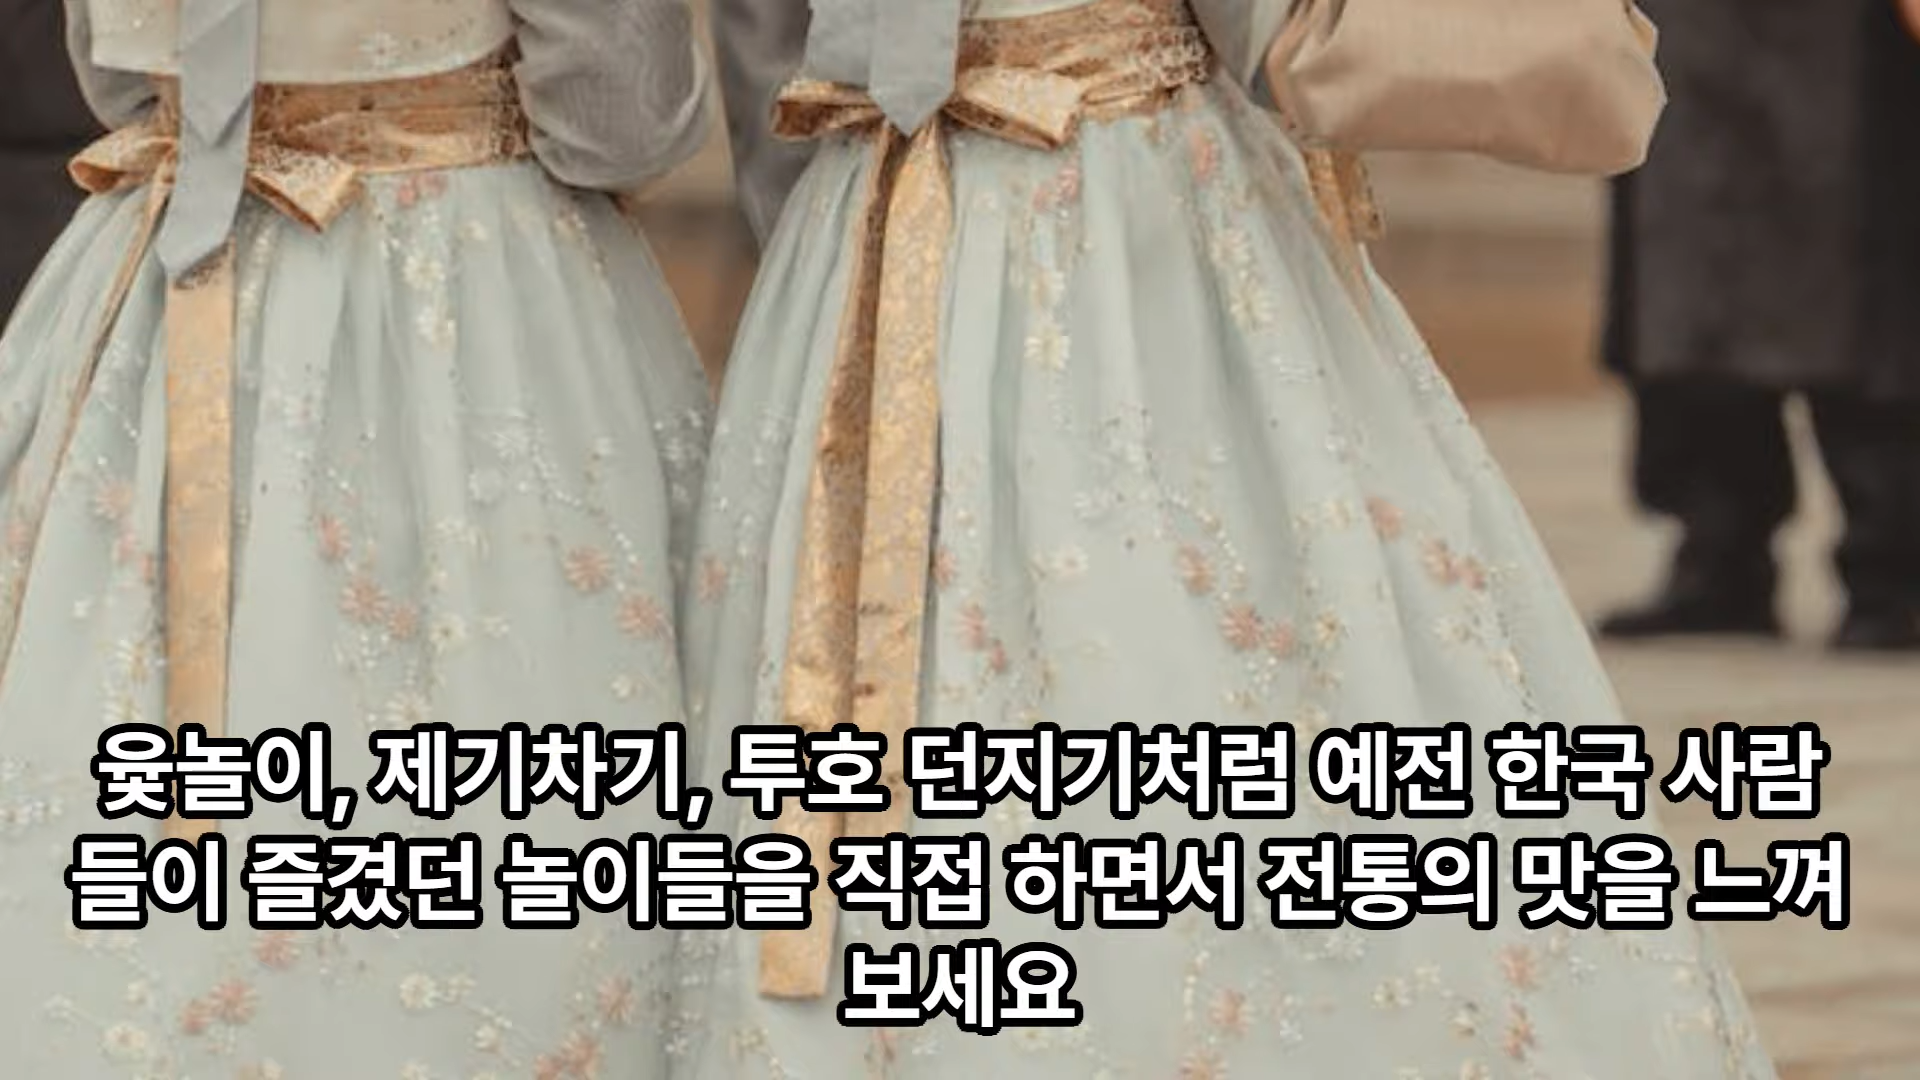 윷놀이, 제기차기, 투호 던지기처럼 예전 한국 사람
들이 즐겼던 놀이들을 직접 하면서 전통의 맛을 느껴
보세요